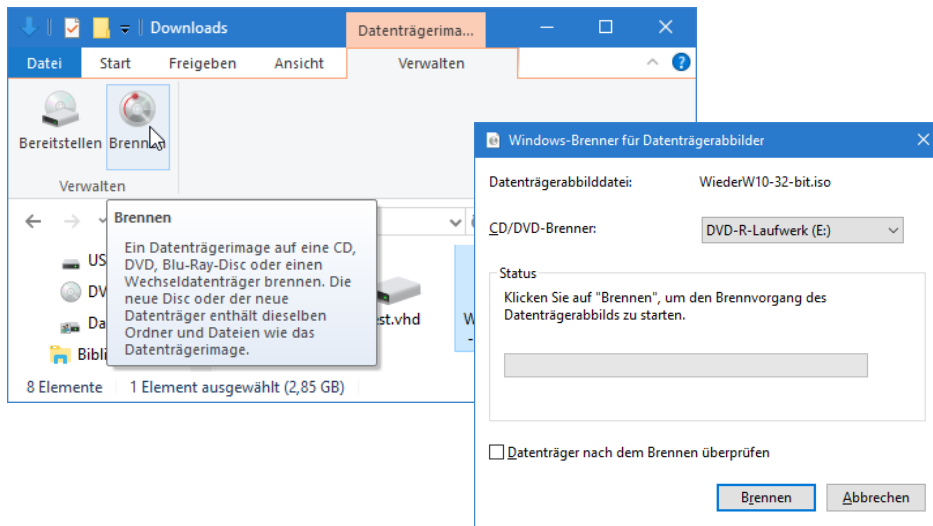 Downloads
Datenträgerima...
Datei Start Freigeben Ansicht Verwalten
Bereitstellen Brennen
Verwalten
Brennen
Ein Datenträgerimage auf eine CD,
DVD, Blu-Ray-Disc oder einen
Wechseldatenträger brennen. Die
neue Disc oder der neue
Datenträger enthält dieselben
Ordner und Dateien wie das
Datenträgerimage.
US
DV
Da
Bibli
est.vhd
W
-
8 Elemente 1 Element ausgewählt (2,85 GB)
Windows-Brenner für Datenträgerabbilder
Datenträgerabbilddatei: WiederW10-32-bit.iso
CD/DVD-Brenner: DVD-R-Laufwerk (E:)
Status
Klicken Sie auf "Brennen", um den Brennvorgang des
Datenträgerabbilds zu starten.
Datenträger nach dem Brennen überprüfen
Brennen Abbrechen